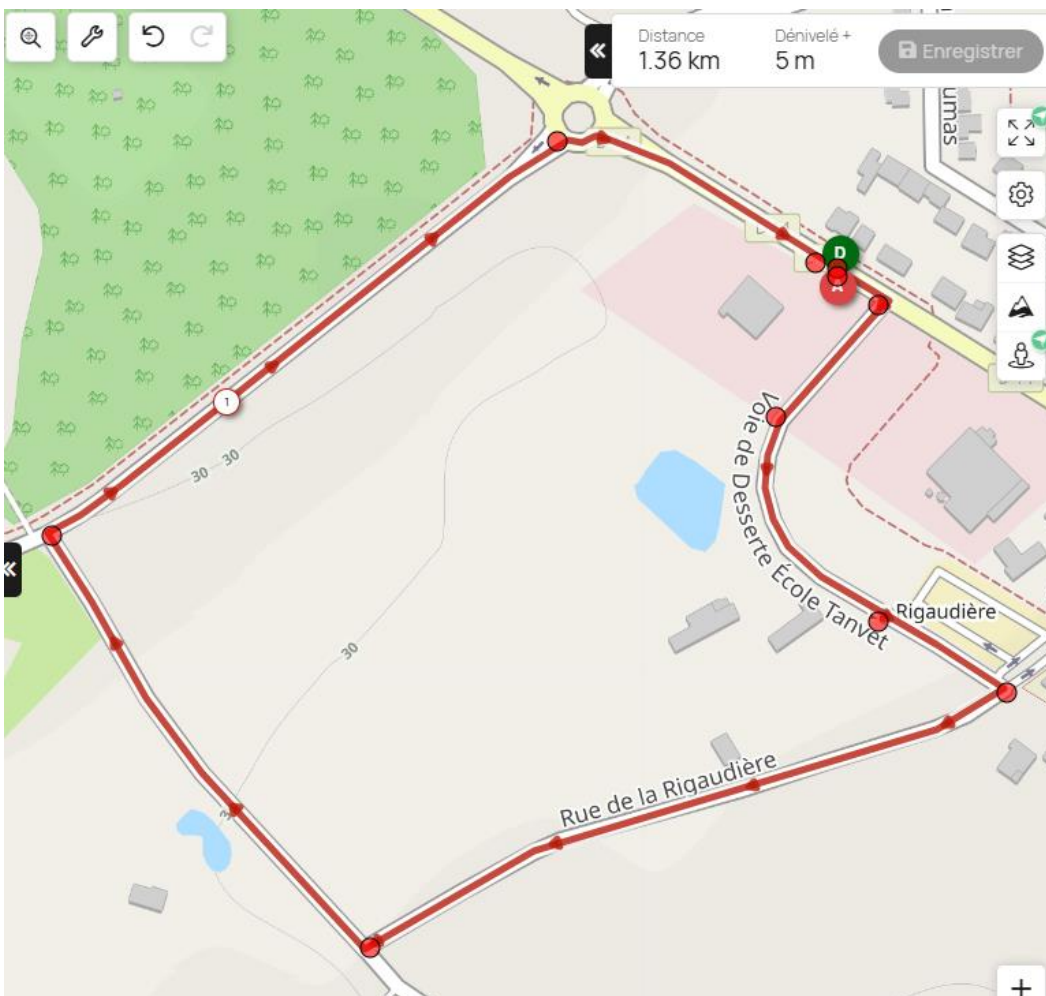 Distance
Dénivelé +
1.36 km
5 m
Enregistrer
D
A
1
30
30
30
Voie de Desserte École Tanvet
Rigaudière
Rue de la Rigaudière